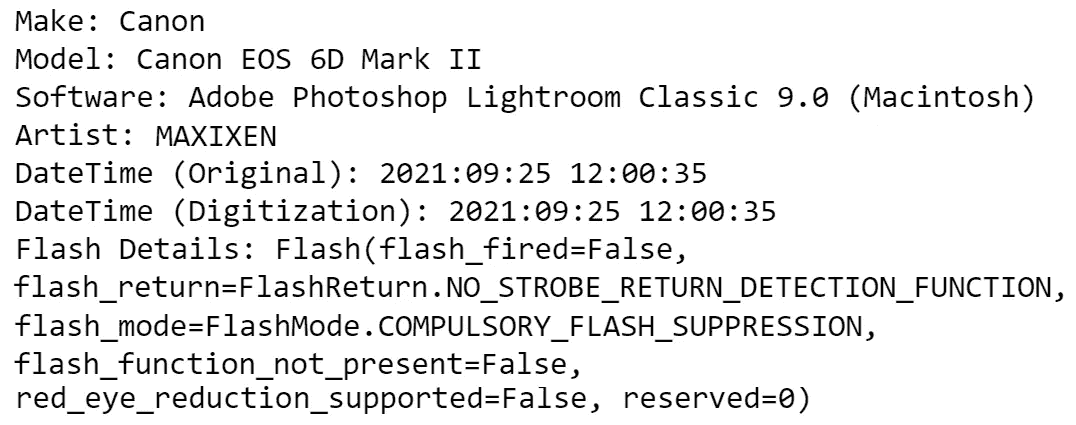 Make: Canon
Model: Canon EOS 6D Mark II
Software: Adobe Photoshop Lightroom Classic 9.0 (Macintosh)
Artist: MAXIXEN
DateTime (Original): 2021:09:25 12:00:35
DateTime (Digitization): 2021:09:25 12:00:35
Flash Details: Flash(flash_fired=False,
flash_return=FlashReturn.NO_STROBE_RETURN_DETECTION_FUNCTION,
flash_mode=FlashMode.COMPULSORY_FLASH_SUPPRESSION,
flash_function_not_present=False,
red_eye_reduction_supported=False, reserved=0)